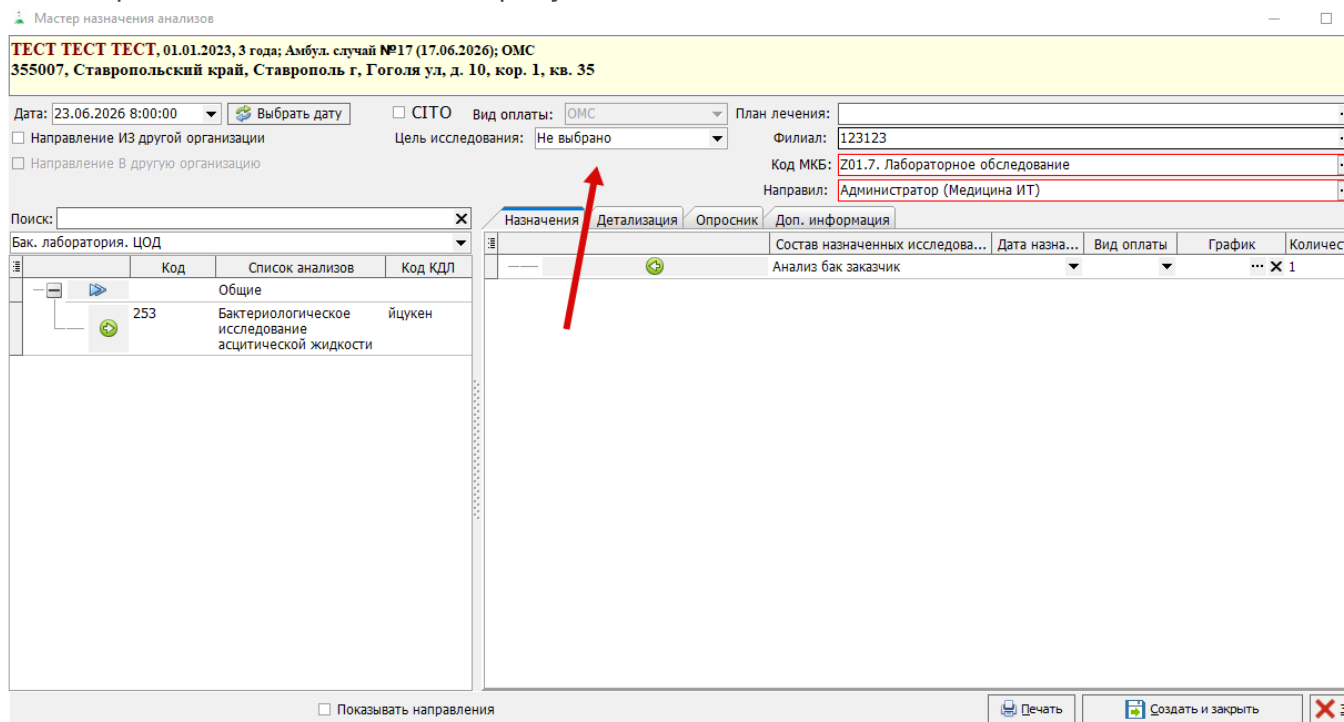 Мастер назначения анализов
ТЕСТ ТЕСТ ТЕСТ, 01.01.2023, 3 года; Амбул. случай №17 (17.06.2026); ОМС
355007, Ставропольский край, Ставрополь г, Гоголя ул, д. 10, кор. 1, кв. 35
Дата: 23.06.2026 8:00:00 Выбрать дату CITO Вид оплаты: ОМС План лечения:
Направление ИЗ другой организации Цель исследования: Не выбрано Филиал: 123123
Направление В другую организацию Код МКБ: Z01.7. Лабораторное обследование
Направил: Администратор (Медицина ИТ)
Поиск: Назначения Детализация Опросник Доп. информация
Бак. лаборатория. ЦОД
Состав назначенных исследова... Дата назна... Вид оплаты График Количес
Код Список анализов Код КДЛ
Анализ бак заказчик 1
Общие
253 Бактериологическое йцукен
исследование
асцитической жидкости
Показывать направления Печать Создать и закрыть